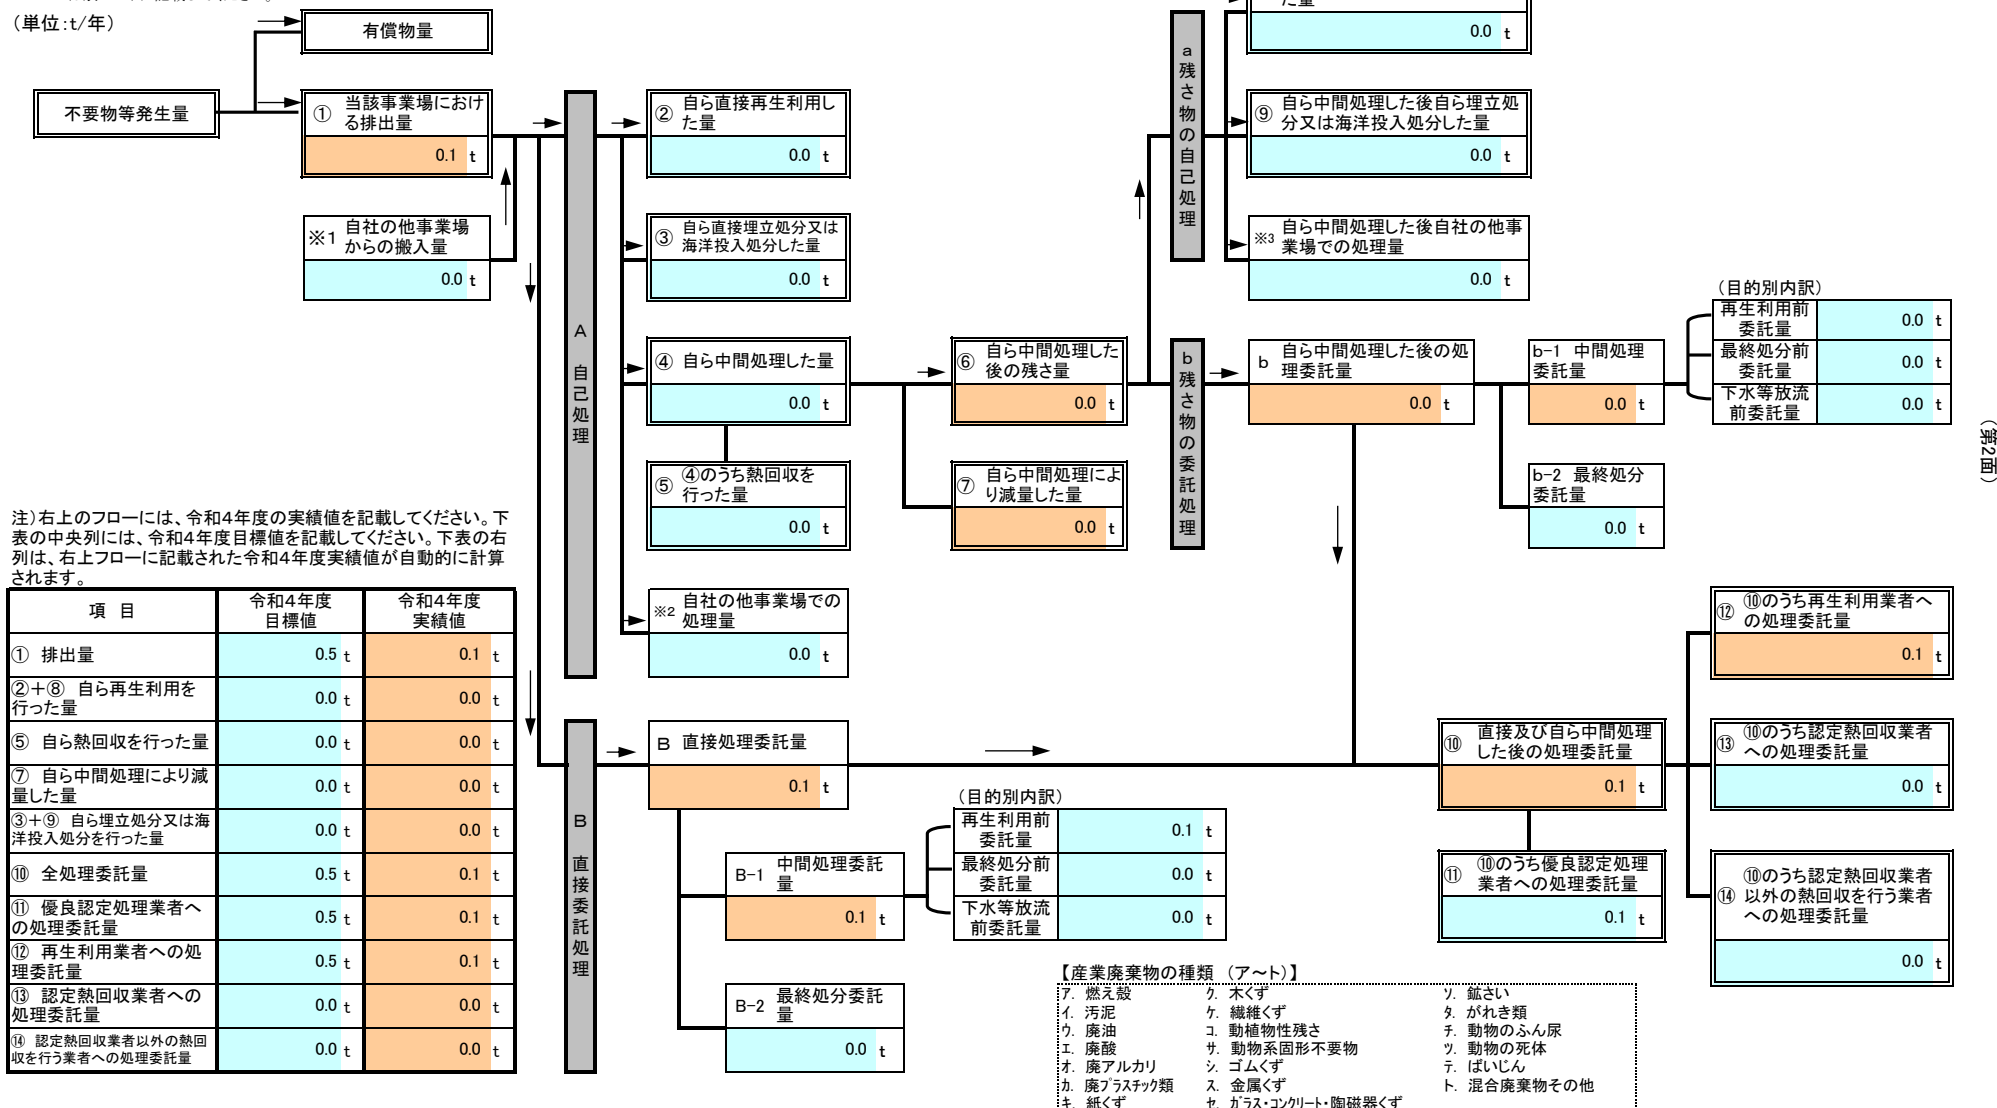 (単位:t/年)
有償物量
不要物等発生量
① 当該事業場におけ
る排出量
0.1 t
※1 自社の他事業場
からの搬入量
0.0 t
A 自己処理
② 自ら直接再生利用し
た量
0.0 t
③ 自ら直接埋立処分又は
海洋投入処分した量
0.0 t
④ 自ら中間処理した量
0.0 t
⑤ ④のうち熱回収を
行った量
0.0 t
※2 自社の他事業場での
処理量
0.0 t
⑥ 自ら中間処理した
後の残さ量
0.0 t
⑦ 自ら中間処理によ
り減量した量
0.0 t
a 残さ物の自己処理
た量
0.0 t
⑨ 自ら中間処理した後自ら埋立処
分又は海洋投入処分した量
0.0 t
※3 自ら中間処理した後自社の他事
業場での処理量
0.0 t
b 残さ物の委託処理
b 自ら中間処理した後の処
理委託量
0.0 t
b-1 中間処理
委託量
0.0 t
b-2 最終処分
委託量
0.0 t
(目的別内訳)
再生利用前
委託量
0.0 t
最終処分前
委託量
0.0 t
下水等放流
前委託量
0.0 t
(第2面)
注)右上のフローには、令和4年度の実績値を記載してください。下
表の中央列には、令和4年度目標値を記載してください。下表の右
列は、右上フローに記載された令和4年度実績値が自動的に計算
されます。
項 目
令和4年度
目標値
令和4年度
実績値
① 排出量
0.5 t 0.1 t
②+⑧ 自ら再生利用を
行った量
0.0 t 0.0 t
⑤ 自ら熱回収を行った量
0.0 t 0.0 t
⑦ 自ら中間処理により減
量した量
0.0 t 0.0 t
③+⑨ 自ら埋立処分又は海
洋投入処分を行った量
0.0 t 0.0 t
⑩ 全処理委託量
0.5 t 0.1 t
⑪ 優良認定処理業者へ
の処理委託量
0.5 t 0.1 t
⑫ 再生利用業者への処
理委託量
0.5 t 0.1 t
⑬ 認定熱回収業者への
処理委託量
0.0 t 0.0 t
⑭ 認定熱回収業者以外の熱回
収を行う業者への処理委託量
0.0 t 0.0 t
B 直接委託処理
B 直接処理委託量
0.1 t
B-1 中間処理委託
量
0.1 t
B-2 最終処分委託
量
0.0 t
(目的別内訳)
再生利用前
委託量
0.1 t
最終処分前
委託量
0.0 t
下水等放流
前委託量
0.0 t
⑩ 直接及び自ら中間処理
した後の処理委託量
0.1 t
⑪ ⑩のうち優良認定処理
業者への処理委託量
0.1 t
⑫ ⑩のうち再生利用業者へ
の処理委託量
0.1 t
⑬ ⑩のうち認定熱回収業者
への処理委託量
0.0 t
⑭ ⑩のうち認定熱回収業者
以外の熱回収を行う業者
への処理委託量
0.0 t
【産業廃棄物の種類 (ア~ト)】
ア. 燃え殻 ク. 木くず ソ. 鉱さい
イ. 汚泥 ケ. 繊維くず タ. がれき類
ウ. 廃油 コ. 動植物性残さ チ. 動物のふん尿
エ. 廃酸 サ. 動物系固形不要物 ツ. 動物の死体
オ. 廃アルカリ シ. ゴムくず テ. ばいじん
カ. 廃プラスチック類 ス. 金属くず ト. 混合廃棄物その他
キ. 紙くず セ. ガラス・コンクリート・陶磁器くず